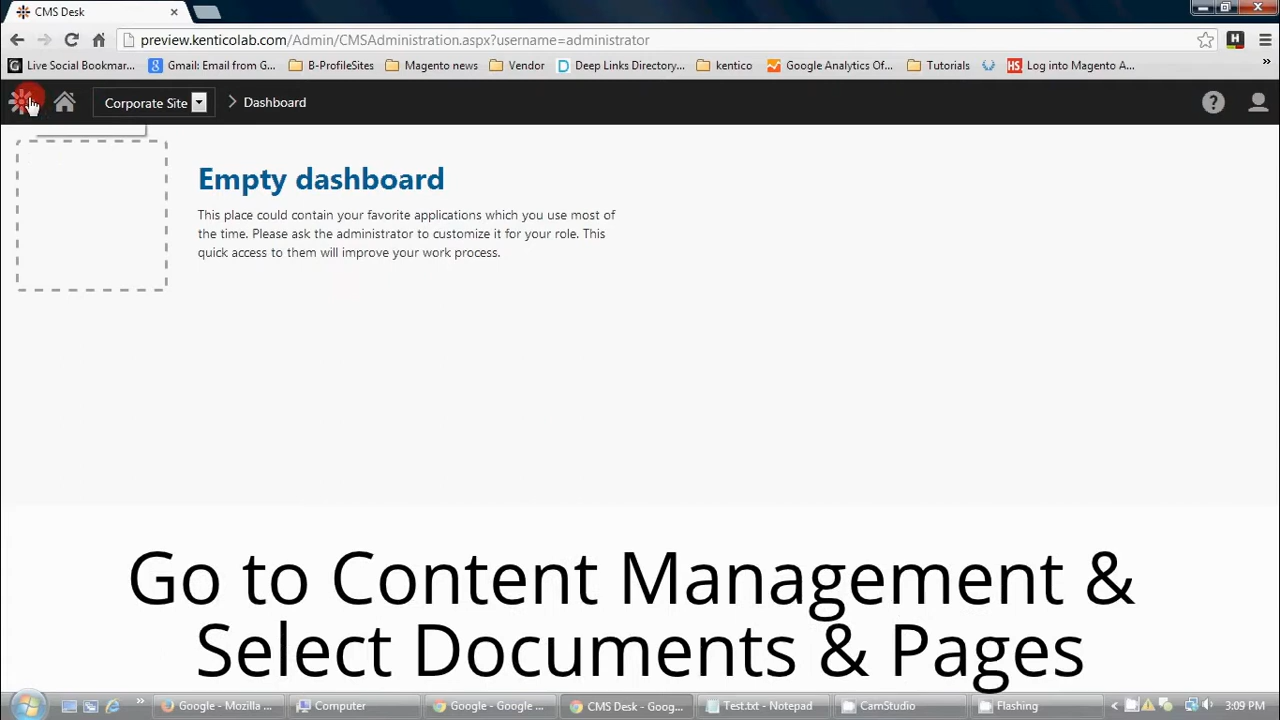 CMS Desk
preview.kenticolab.com/Admin/CMSAdministration.aspx?username=administrator
Live Social Bookmar... Gmail: Email from G... B-ProfileSites Magento news Vendor Deep Links Directory... kentico Google Analytics Of... Tutorials HS Log into Magento A... »
Corporate Site > Dashboard
Empty dashboard
This place could contain your favorite applications which you use most of
the time. Please ask the administrator to customize it for your role. This
quick access to them will improve your work process.
Go to Content Management &
Select Documents & Pages
» Google - Mozilla ... Computer Google - Google ... CMS Desk - Goog... Test.txt - Notepad CamStudio Flashing 3:09 PM